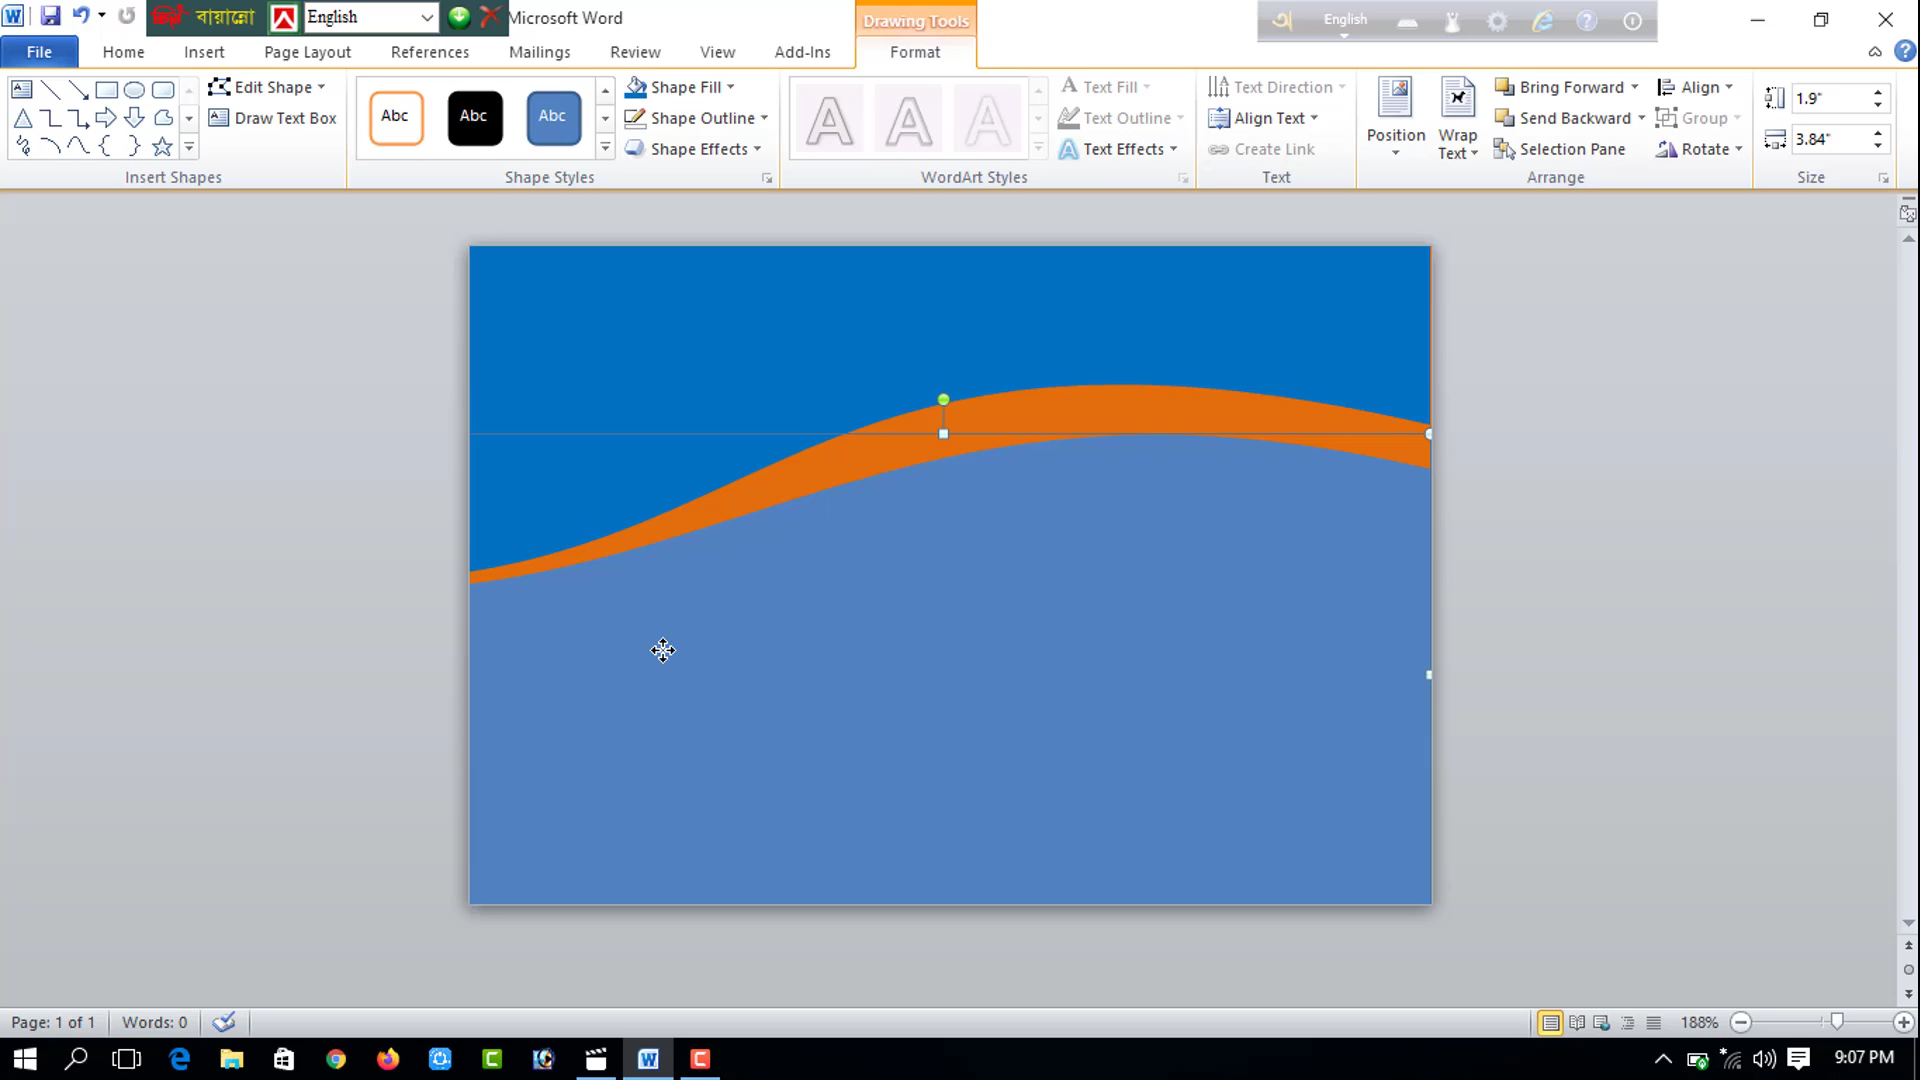 বায়ান্নো
English
Microsoft Word
Drawing Tools
অ
English
File
Home
Insert
Page Layout
References
Mailings
Review
View
Add-Ins
Format
Edit Shape
Draw Text Box
Insert Shapes
Abc
Abc
Abc
Shape Fill
Shape Outline
Shape Effects
Shape Styles
A A A
WordArt Styles
Text Fill
Text Outline
Text Effects
Text Direction
Align Text
Create Link
Text
Position
Wrap Text
Bring Forward
Send Backward
Selection Pane
Align
Group
Rotate
Arrange
1.9"
3.84"
Size
Page: 1 of 1
Words: 0
188%
9:07 PM